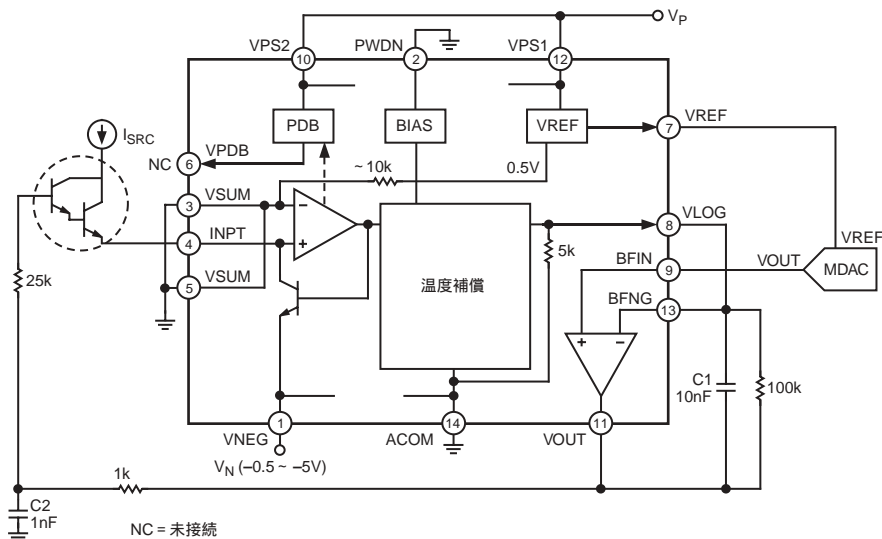 VP
VPS2
PWDN
VPS1
10
2
12
ISRC
PDB
BIAS
VREF
7
VREF
NC
6
VPDB
~ 10k
0.5V
3
VSUM
−
4
INPT
+
5
VSUM
25k
温度補償
5k
8
VLOG
VREF
BFIN
9
VOUT
MDAC
BFNG
13
+
−
C1
10nF
100k
1
VNEG
14
ACOM
11
VOUT
VN (−0.5 ~ −5V)
1k
C2
1nF
NC = 未接続